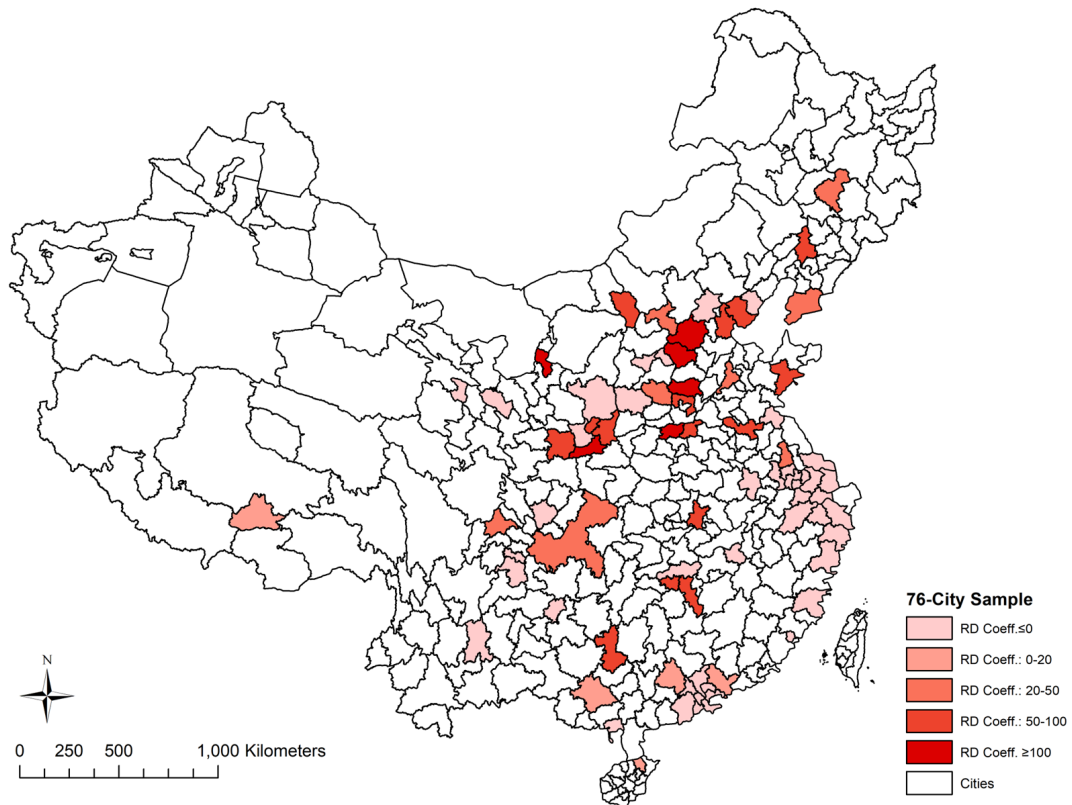 76-City Sample
RD Coeff.≤0
RD Coeff.: 0-20
RD Coeff.: 20-50
RD Coeff.: 50-100
RD Coeff. ≥100
Cities
N
0 250 500 1,000 Kilometers